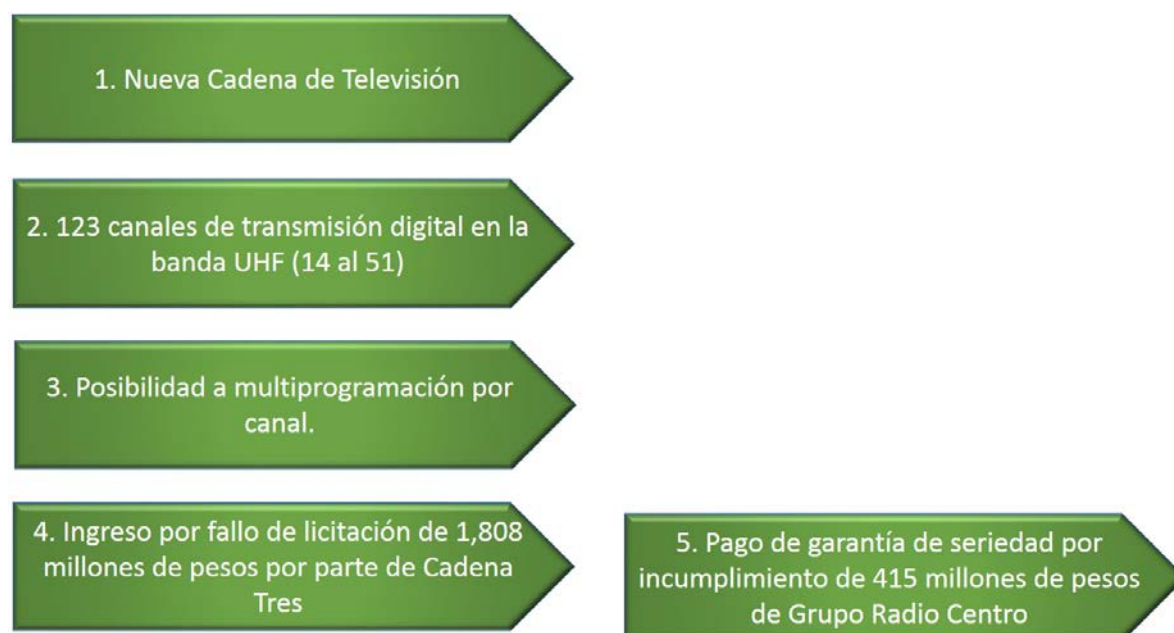 1. Nueva Cadena de Televisión
2. 123 canales de transmisión digital en la
banda UHF (14 al 51)
3. Posibilidad a multiprogramación por
canal.
4. Ingreso por fallo de licitación de 1,808
millones de pesos por parte de Cadena
Tres
5. Pago de garantía de seriedad por
incumplimiento de 415 millones de pesos
de Grupo Radio Centro